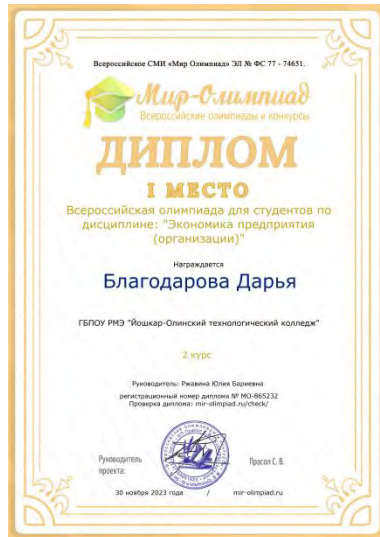 Всероссийское СМИ «Мир Олимпиад» ЭЛ № ФС 77 - 74651.
Мир-Олимпиад
Всероссийские олимпиады и конкурсы
ДИПЛОМ
I МЕСТО
Всероссийская олимпиада для студентов по
дисциплине: "Экономика предприятия
(организации)"
Награждается
Благодарова Дарья
ГБПОУ РМЭ "Йошкар-Олинский технологический колледж"
2 курс
Руководитель: Ржавина Юлия Бариевна
регистрационный номер диплома № МО-865232
Проверка диплома: mir-olimpiad.ru/check/
Руководитель
проекта:
Прасол С. В.
30 ноября 2023 года / mir-olimpiad.ru